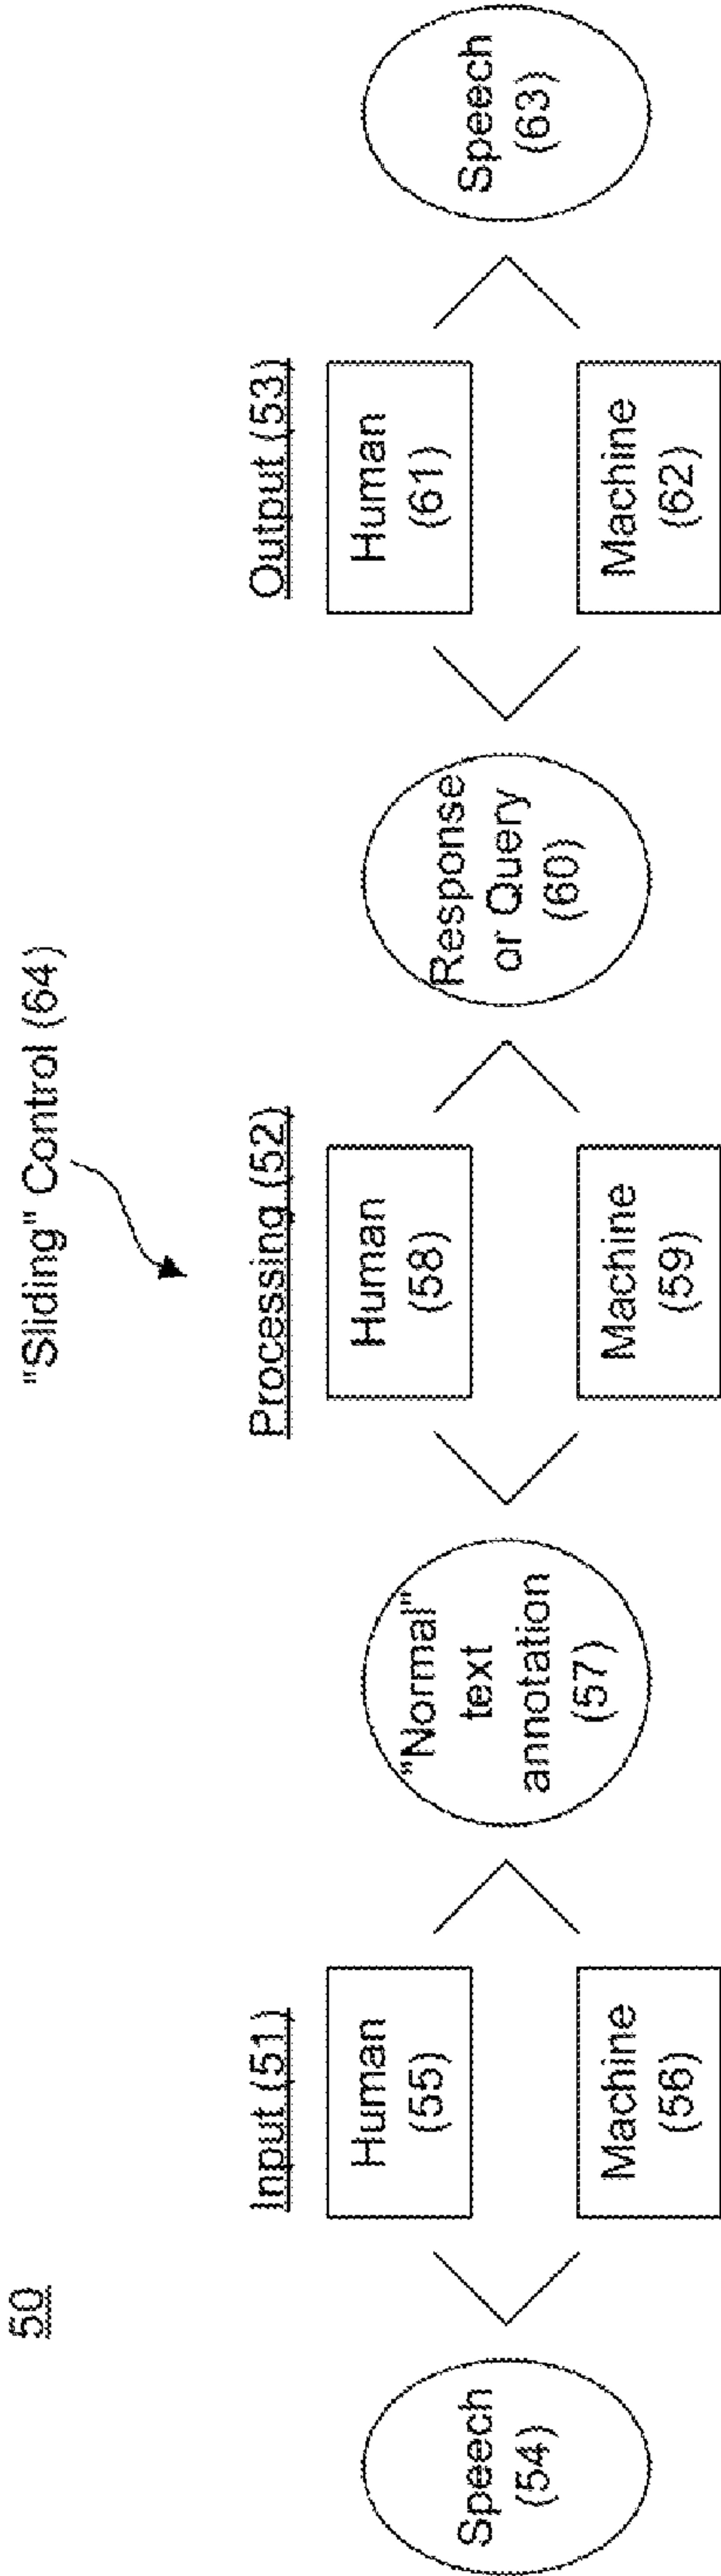 50
"Sliding" Control (64)
Input (51)
Processing (52)
Output (53)
Speech
(54)
Human
(55)
Machine
(56)
"Normal"
text
annotation
(57)
Human
(58)
Machine
(59)
Response
or Query
(60)
Human
(61)
Machine
(62)
Speech
(63)